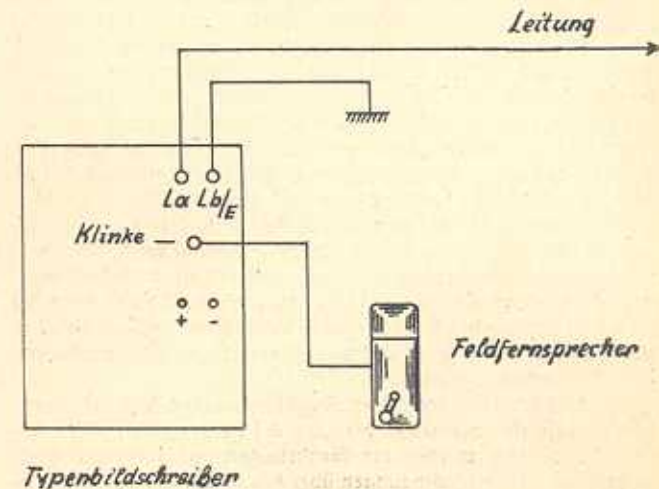 Leitung
La Lb/E
Klinke
+ -
Feldfernsprecher
Typenbildschreiber